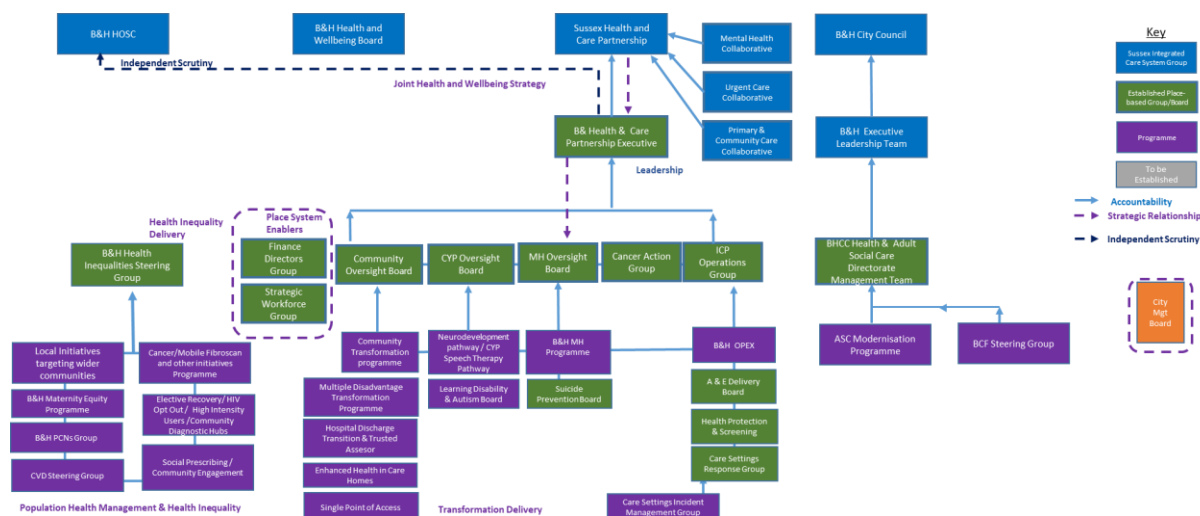 B&H HOSC
B&H Health and
Wellbeing Board
Sussex Health and
Care Partnership
Mental Health
Collaborative
B&H City Council
Key
Sussex Integrated
Care System Group
Independent Scrutiny
Joint Health and Wellbeing Strategy
Urgent Care
Collaborative
Established Place-
based Group/Board
B& Health & Care
Partnership Executive
Primary &
Community Care
Collaborative
B&H Executive
Leadership Team
Programme
To be
Established
Leadership
Accountability
Strategic Relationship
Independent Scrutiny
Health Inequality
Delivery
Place System
Enablers
B&H Health
Inequalities Steering
Group
Finance
Directors
Group
Strategic
Workforce
Group
Community
Oversight Board
CYP Oversight
Board
MH Oversight
Board
Cancer Action
Group
ICP
Operations
Group
BHCC Health & Adult
Social Care
Directorate
Management Team
City
Mgt
Board
Local Initiatives
targeting wider
communities
Cancer/Mobile Fibroscan
and other initiatives
Programme
Community
Transformation
programme
Neurodevelopment
pathway / CYP
Speech Therapy
Pathway
B&H MH
Programme
B&H OPEX
ASC Modernisation
Programme
BCF Steering Group
B&H Maternity Equity
Programme
Elective Recovery/ HIV
Opt Out / High Intensity
Users /Community
Diagnostic Hubs
Multiple Disadvantage
Transformation
Programme
Learning Disability
& Autism Board
Suicide
Prevention Board
A & E Delivery
Board
B&H PCNs Group
Hospital Discharge
Transition & Trusted
Assessor
Health Protection
& Screening
CVD Steering Group
Social Prescribing /
Community Engagement
Enhanced Health in Care
Homes
Care Settings
Response Group
Single Point of Access
Care Settings Incident
Management Group
Population Health Management & Health Inequality
Transformation Delivery